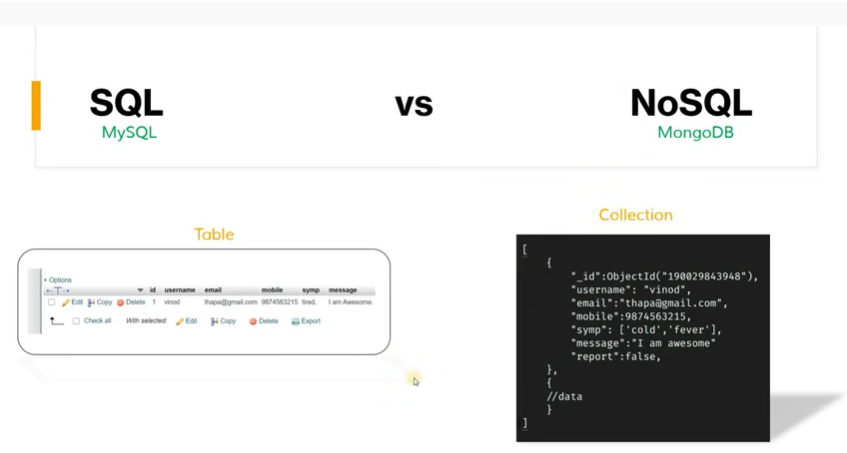 SQL vs NoSQL
MySQL MongoDB
Table
+ Options
←T→ id username email mobile symp message
Edit Copy Delete 1 vinod thapa@gmail.com 9874563215 tired, I am Awesome.
Check all With selected: Edit Copy Delete Export
Collection
[
{
"_id":ObjectId("190029843948"),
"username": "vinod",
"email":"thapa@gmail.com",
"mobile":9874563215,
"symp": ['cold','fever'],
"message":"I am awesome"
"report":false,
},
{
//data
}
]